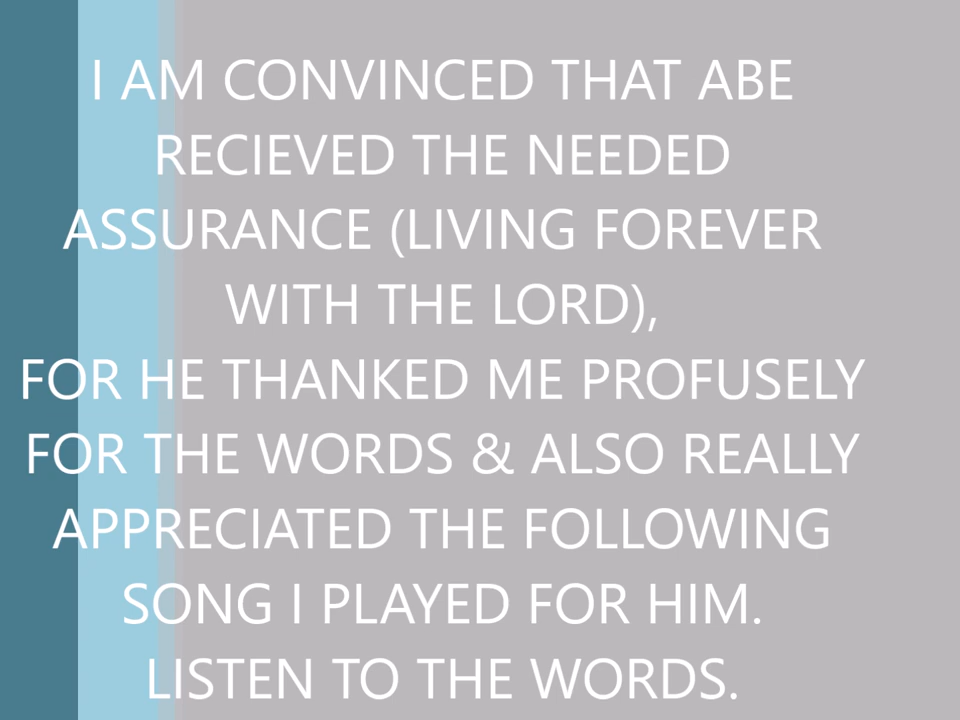 I AM CONVINCED THAT ABE
RECIEVED THE NEEDED
ASSURANCE (LIVING FOREVER
WITH THE LORD),
FOR HE THANKED ME PROFUSELY
FOR THE WORDS & ALSO REALLY
APPRECIATED THE FOLLOWING
SONG I PLAYED FOR HIM.
LISTEN TO THE WORDS.